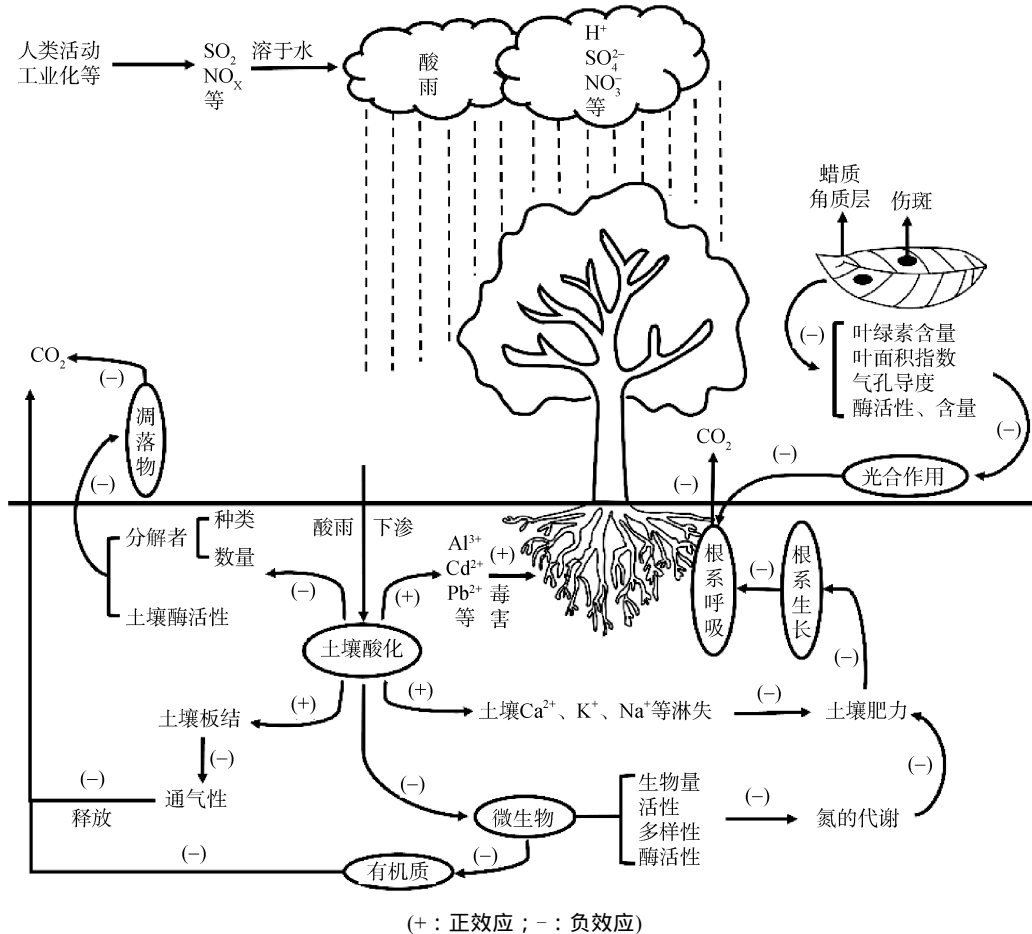 人类活动
工业化等
SO₂
NOₓ
等
溶于水
酸
雨
H⁺
SO₄²⁻
NO₃⁻
等
蜡质
角质层
伤斑
(−)
叶绿素含量
叶面积指数
气孔导度
酶活性、含量
(−)
光合作用
(−)
CO₂
(−)
CO₂
(−)
凋落物
(−)
分解者
种类
数量
土壤酶活性
酸雨
下渗
(−)
(+)
Al³⁺
Cd²⁺
Pb²⁺
等
(+)
毒
害
根系呼吸
(−)
根系生长
(−)
土壤酸化
(+)
(+)
土壤板结
(−)
通气性
(−)
释放
土壤Ca²⁺、K⁺、Na⁺等淋失
(−)
土壤肥力
(−)
(−)
微生物
生物量
活性
多样性
酶活性
(−)
氮的代谢
(−)
有机质
(−)
(+：正效应；−：负效应)